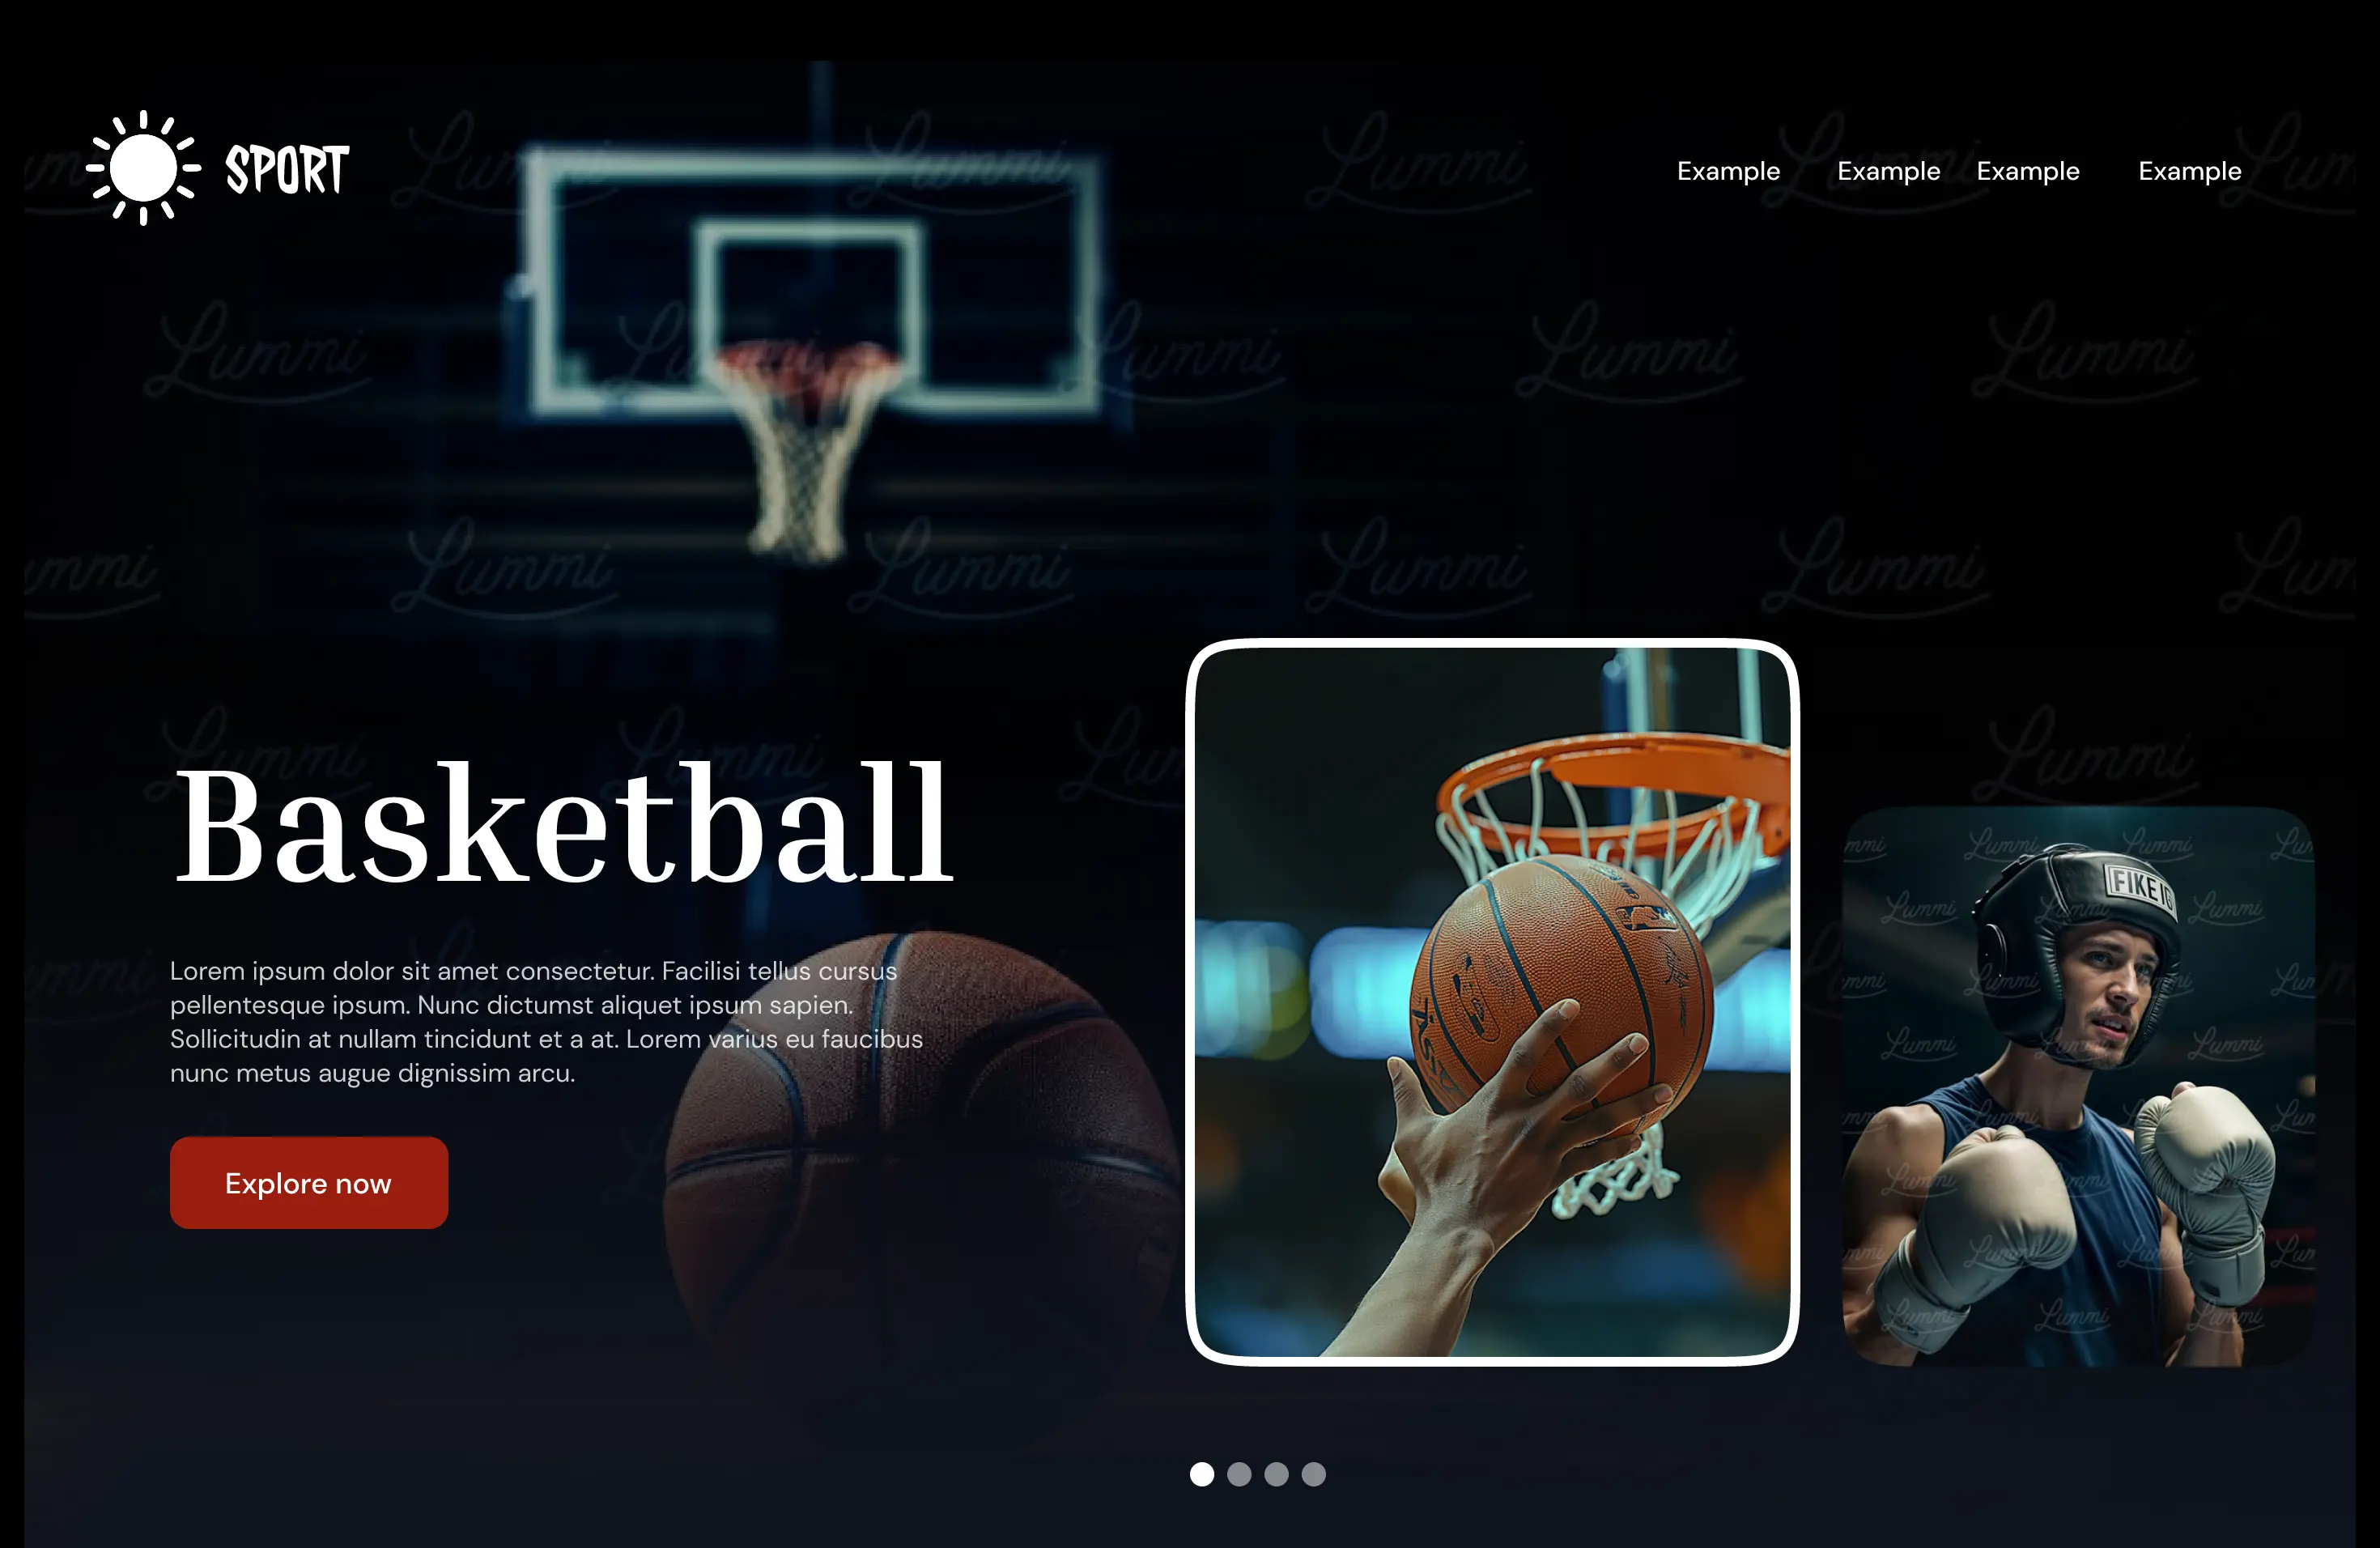 SPORT
Example Example Example Example
Basketball
Lorem ipsum dolor sit amet consectetur. Facilisi tellus cursus
pellentesque ipsum. Nunc dictumst aliquet ipsum sapien.
Sollicitudin at nullam tincidunt et a at. Lorem varius eu faucibus
nunc metus augue dignissim arcu.
Explore now
Lummi